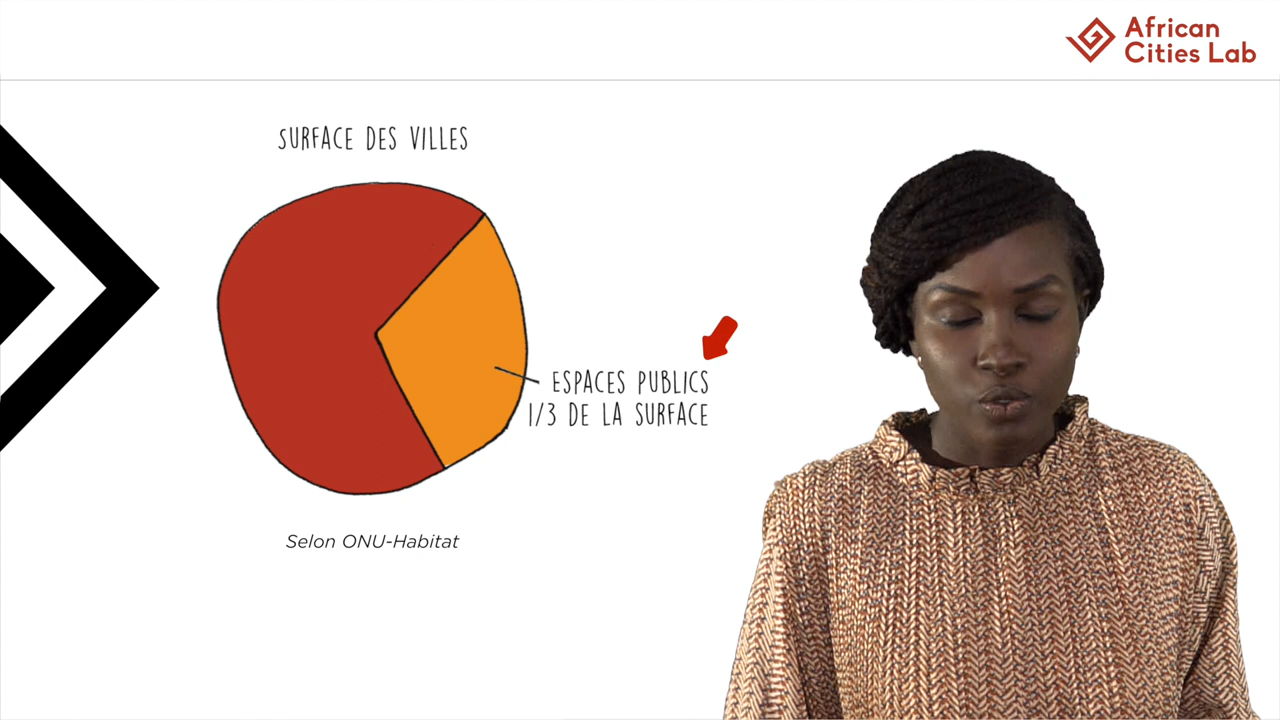 African
Cities Lab
SURFACE DES VILLES
ESPACES PUBLICS
1/3 DE LA SURFACE
Selon ONU-Habitat